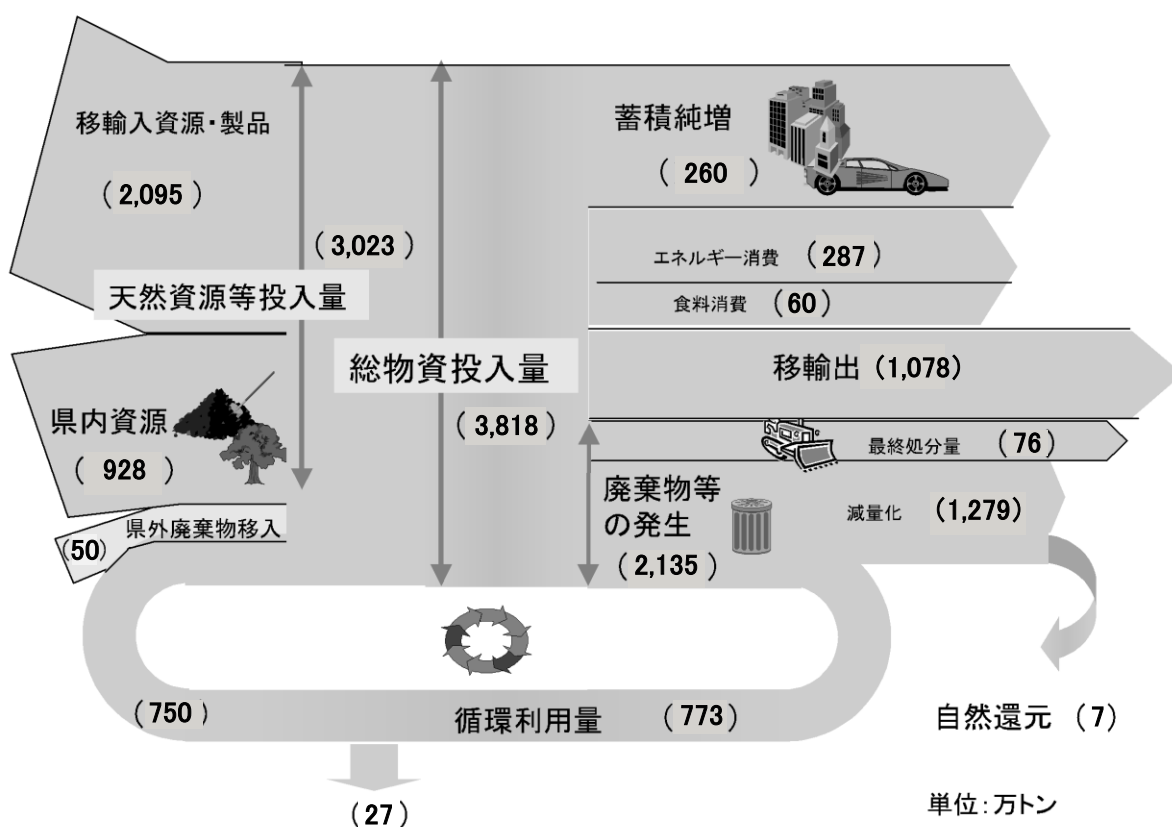 移輸入資源・製品
(2,095)
天然資源等投入量
(3,023)
県内資源
(928)
県外廃棄物移入
(50)
総物資投入量
(3,818)
蓄積純増
(260)
エネルギー消費 (287)
食料消費 (60)
移輸出 (1,078)
最終処分量 (76)
廃棄物等
の発生
(2,135)
減量化 (1,279)
(750)
循環利用量 (773)
(27)
自然還元 (7)
単位:万トン